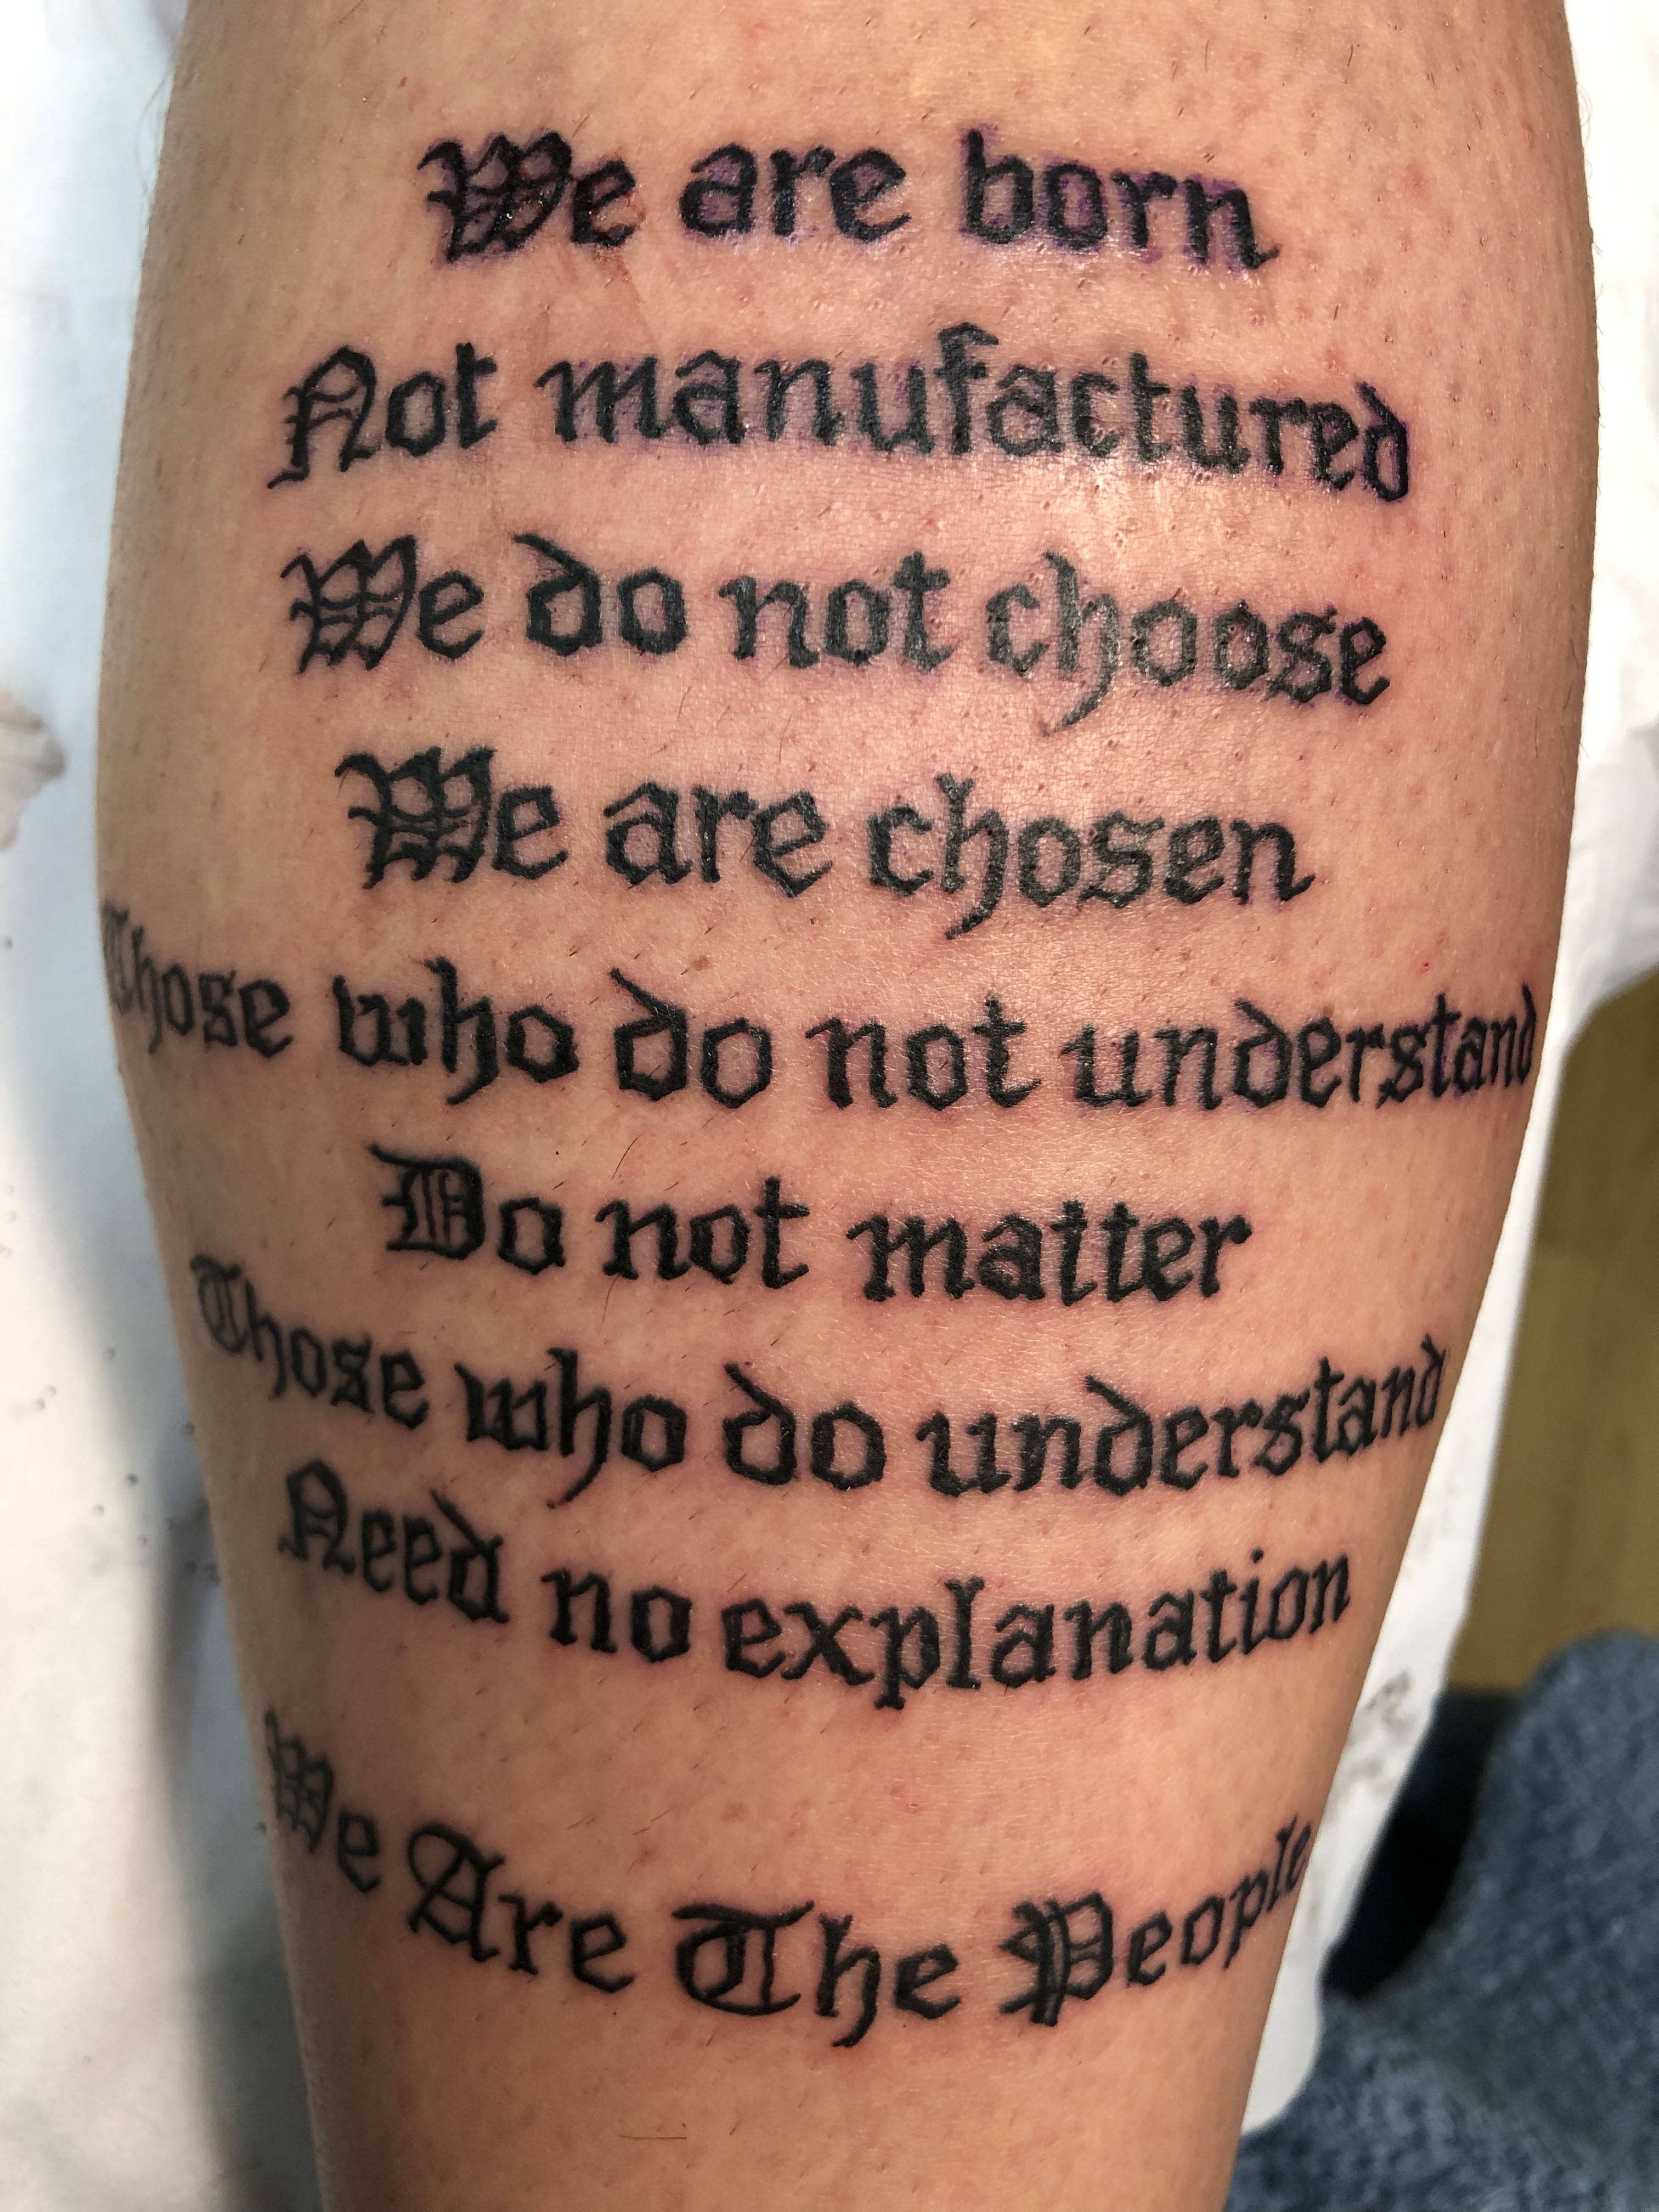 We are born
Not manufactured
We do not choose
We are chosen
Those who do not understand
Do not matter
Those who do understand
Need no explanation
We Are The People